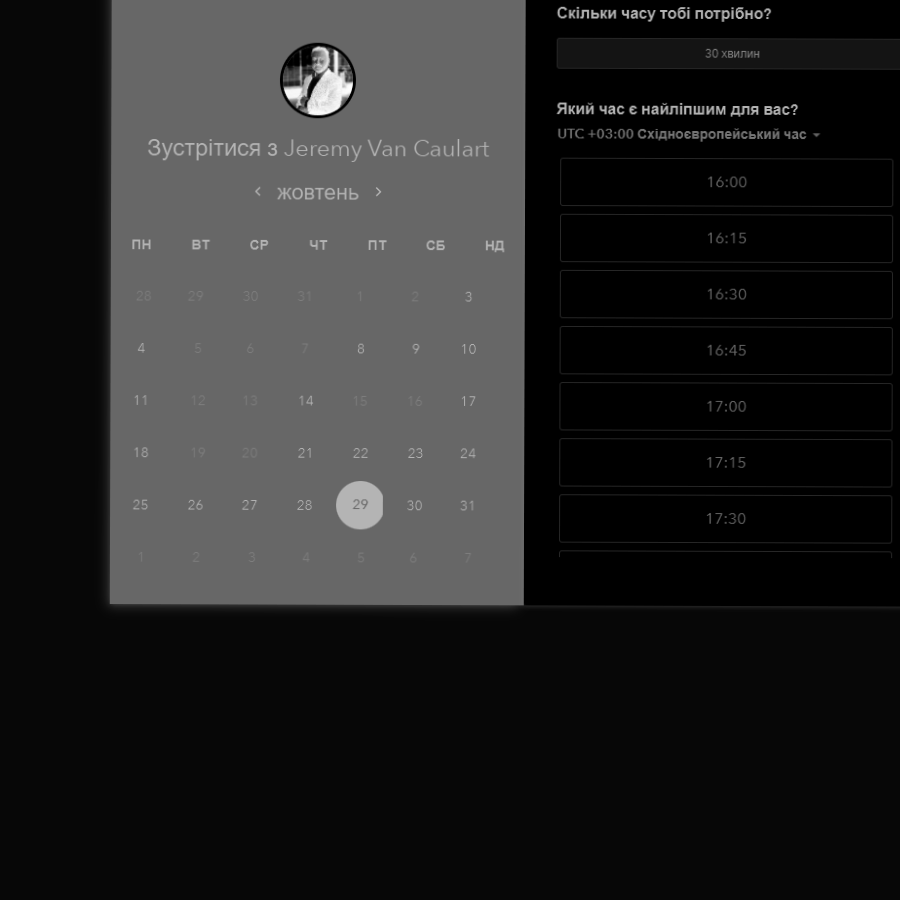 Зустрітися з Jeremy Van Caulart
жовтень
ПН ВТ СР ЧТ ПТ СБ НД
28 29 30 31 1 2 3
4 5 6 7 8 9 10
11 12 13 14 15 16 17
18 19 20 21 22 23 24
25 26 27 28 29 30 31
1 2 3 4 5 6 7
Скільки часу тобі потрібно?
30 хвилин
Який час є найліпшим для вас?
UTC +03:00 Східноєвропейський час
16:00
16:15
16:30
16:45
17:00
17:15
17:30